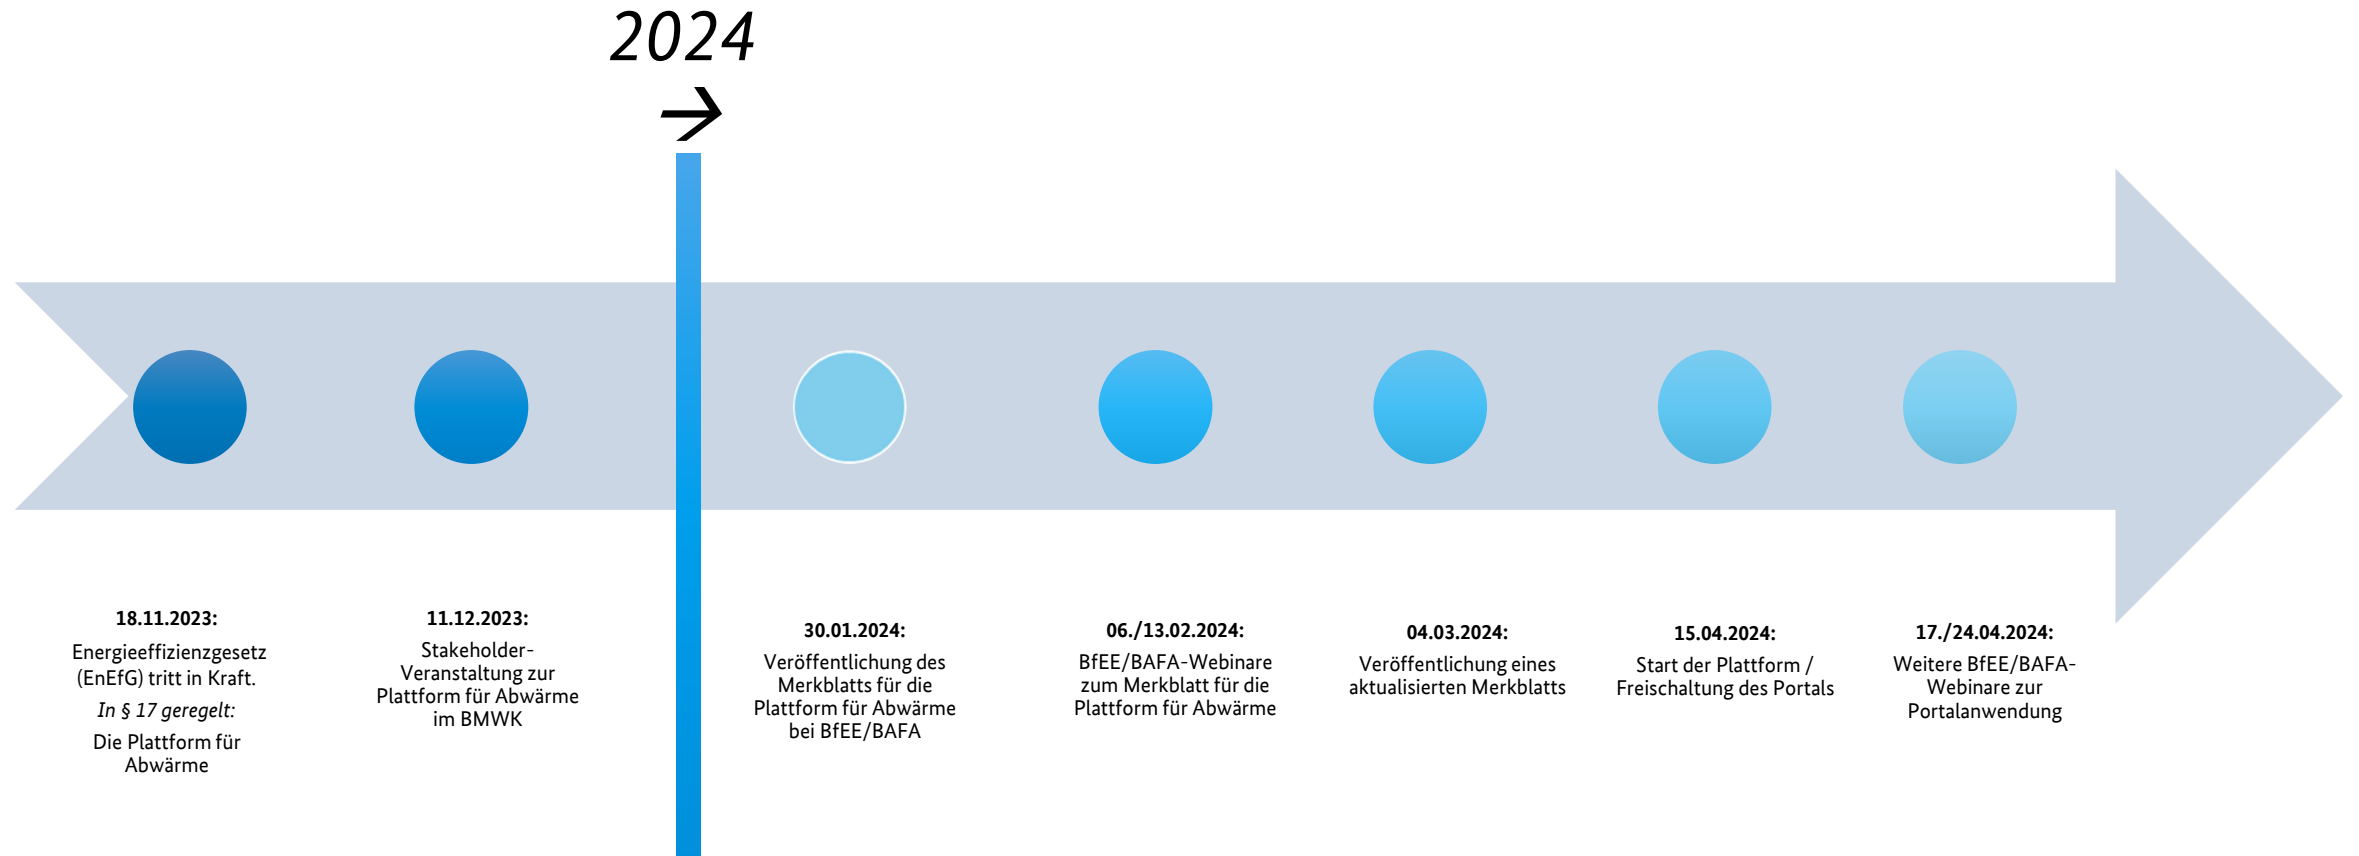 2024
→
18.11.2023:
Energieeffizienzgesetz
(EnEfG) tritt in Kraft.
In § 17 geregelt:
Die Plattform für
Abwärme
11.12.2023:
Stakeholder-
Veranstaltung zur
Plattform für Abwärme
im BMWK
30.01.2024:
Veröffentlichung des
Merkblatts für die
Plattform für Abwärme
bei BfEE/BAFA
06./13.02.2024:
BfEE/BAFA-Webinare
zum Merkblatt für die
Plattform für Abwärme
04.03.2024:
Veröffentlichung eines
aktualisierten Merkblatts
15.04.2024:
Start der Plattform /
Freischaltung des Portals
17./24.04.2024:
Weitere BfEE/BAFA-
Webinare zur
Portalanwendung